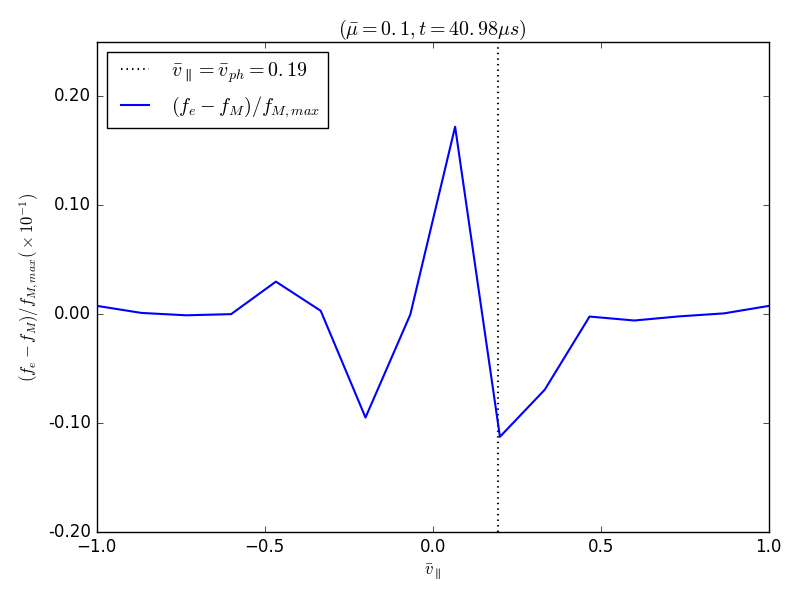 (μ̄ = 0.1, t = 40.98μs)
v̄∥ = v̄ph = 0.19
(fe − fM)/fM,max
0.20
0.10
0.00
-0.10
-0.20
(fe − fM)/fM,max(×10⁻¹)
−1.0 −0.5 0.0 0.5 1.0
v̄∥